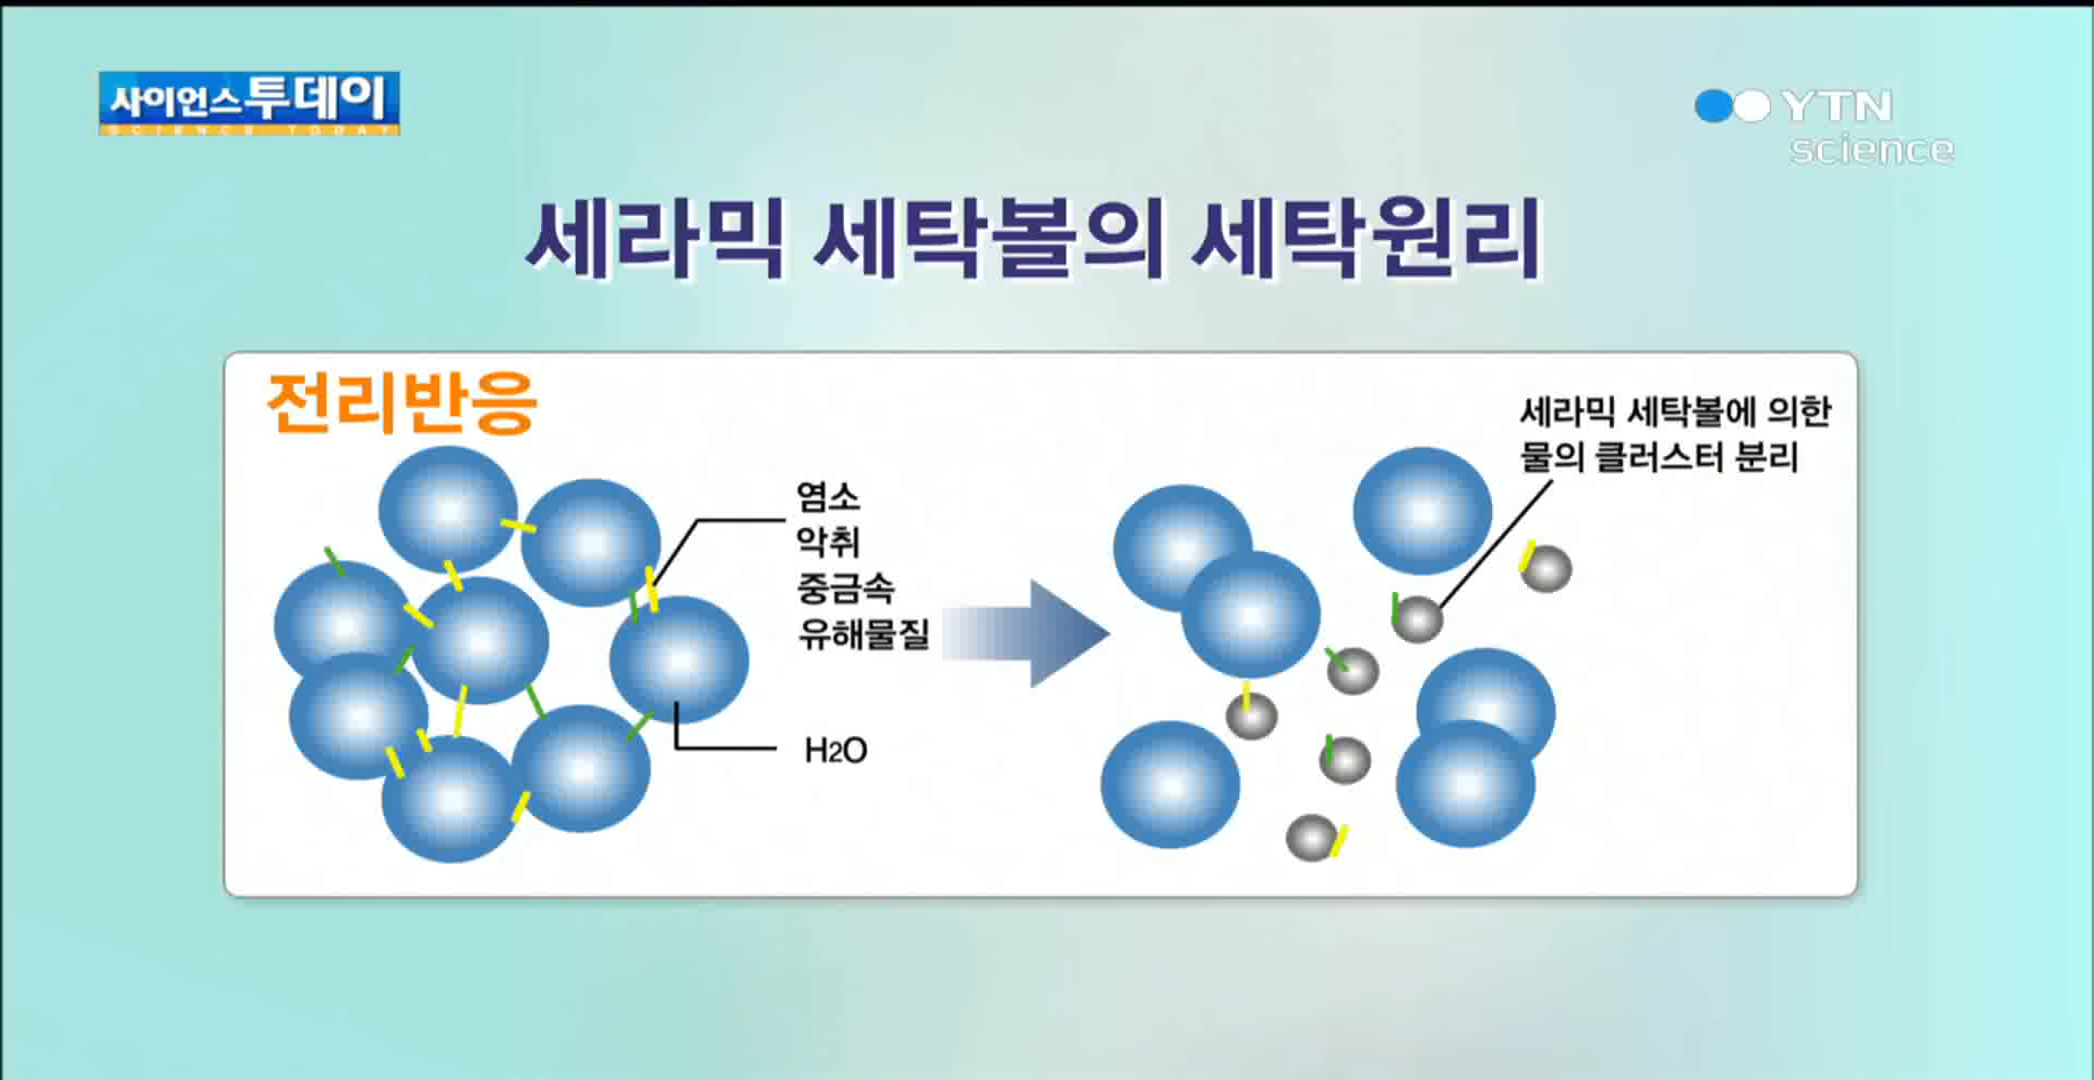 사이언스 투데이
SCIENCE TODAY
YTN
science
세라믹 세탁볼의 세탁원리
전리반응
염소
악취
중금속
유해물질
H2O
세라믹 세탁볼에 의한
물의 클러스터 분리